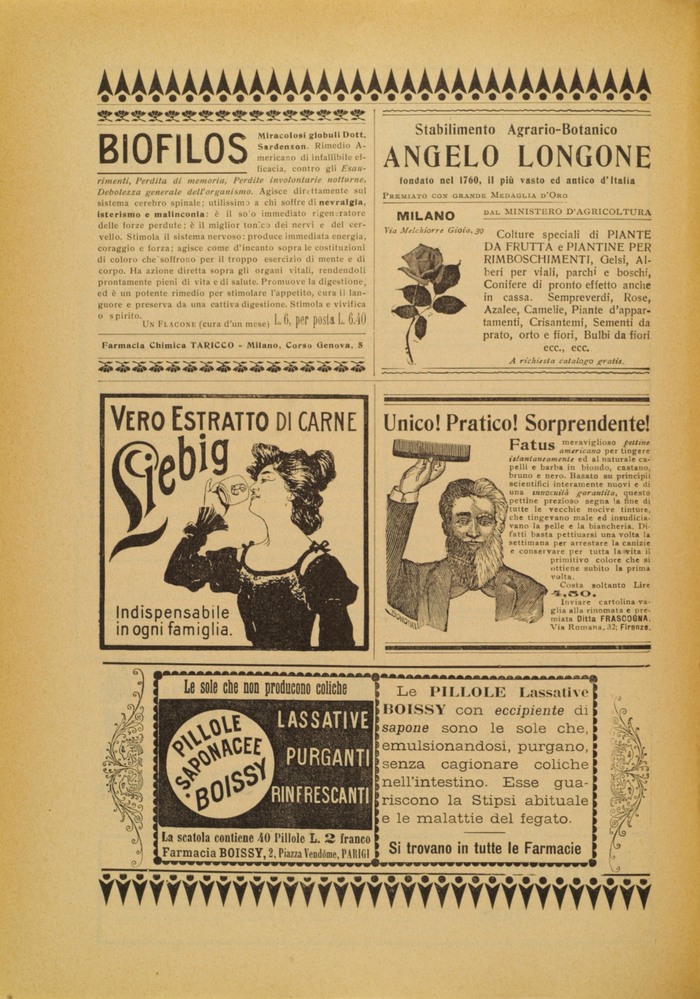 BIOFILOS
Miracolosi globuli Dott.
Sardenson. Rimedio A-
mericano di infallibile ef-
ficacia, contro gli Esau-
rimenti, Perdita di memoria, Perdite involontarie notturne,
Debolezza generale dell'organismo. Agisce direttamente sul
sistema cerebro spinale; utilissimo a chi soffre di nevralgia,
isterismo e malinconia: è il solo immediato rigeneratore
delle forze perdute; è il miglior tonico dei nervi e del cer-
vello. Stimola il sistema nervoso: produce immediata energia,
coraggio e forza; agisce come d'incanto sopra le costituzioni
di coloro che soffrono per il troppo esercizio di mente e di
corpo. Ha azione diretta sopra gli organi vitali, rendendoli
prontamente pieni di vita e di salute. Promuove la digestione,
ed è un potente rimedio per stimolare l'appetito, cura il lan-
guore e preserva da una cattiva digestione. Stimola e vivifica
o spirito.
UN FLACONE (cura d'un mese) L. 6, per posta L. 6.40
Farmacia Chimica TARICCO - Milano, Corso Genova, 8
Stabilimento Agrario-Botanico
ANGELO LONGONE
fondato nel 1760, il più vasto ed antico d'Italia
PREMIATO CON GRANDE MEDAGLIA D'ORO
MILANO DAL MINISTERO D'AGRICOLTURA
Via Melchiorre Gioia, 39
Colture speciali di PIANTE
DA FRUTTA e PIANTINE PER
RIMBOSCHIMENTI, Gelsi, Al-
beri per viali, parchi e boschi,
Conifere di pronto effetto anche
in cassa. Sempreverdi, Rose,
Azalee, Camelie, Piante d'appar-
tamenti, Crisantemi, Sementi da
prato, orto e fiori, Bulbi da fiori
ecc., ecc.
A richiesta catalogo gratis.
VERO ESTRATTO DI CARNE
Liebig
Indispensabile
in ogni famiglia.
Unico! Pratico! Sorprendente!
Fatus meraviglioso pettine
americano per tingere
istantaneamente ed al naturale ca-
pelli e barba in biondo, castano,
bruno e nero. Basato su principii
scientifici interamente nuovi e di
una innocuità garantita, questo
pettine prezioso segna la fine di
tutte le vecchie nocive tinture,
che tingevano male ed insudicia-
vano la pelle e la biancheria. Di-
fatti basta pettinarsi una volta la
settimana per arrestare la canizie
e conservare per tutta la vita il
primitivo colore che si
ottiene subito la prima
volta.
Costa soltanto Lire
4,50.
Inviare cartolina-va-
glia alla rinomata e pre-
miata Ditta FRASCOGNA,
Via Romana, 32; Firenze.
Le sole che non producono coliche
PILLOLE
SAPONACEE
BOISSY
LASSATIVE
PURGANTI
RINFRESCANTI
La scatola contiene 40 Pillole L. 2 franco
Farmacia BOISSY, 2, Piazza Vendôme, PARIGI
Le PILLOLE Lassative
BOISSY con eccipiente di
sapone sono le sole che,
emulsionandosi, purgano,
senza cagionare coliche
nell'intestino. Esse gua-
riscono la Stipsi abituale
e le malattie del fegato.
Si trovano in tutte le Farmacie